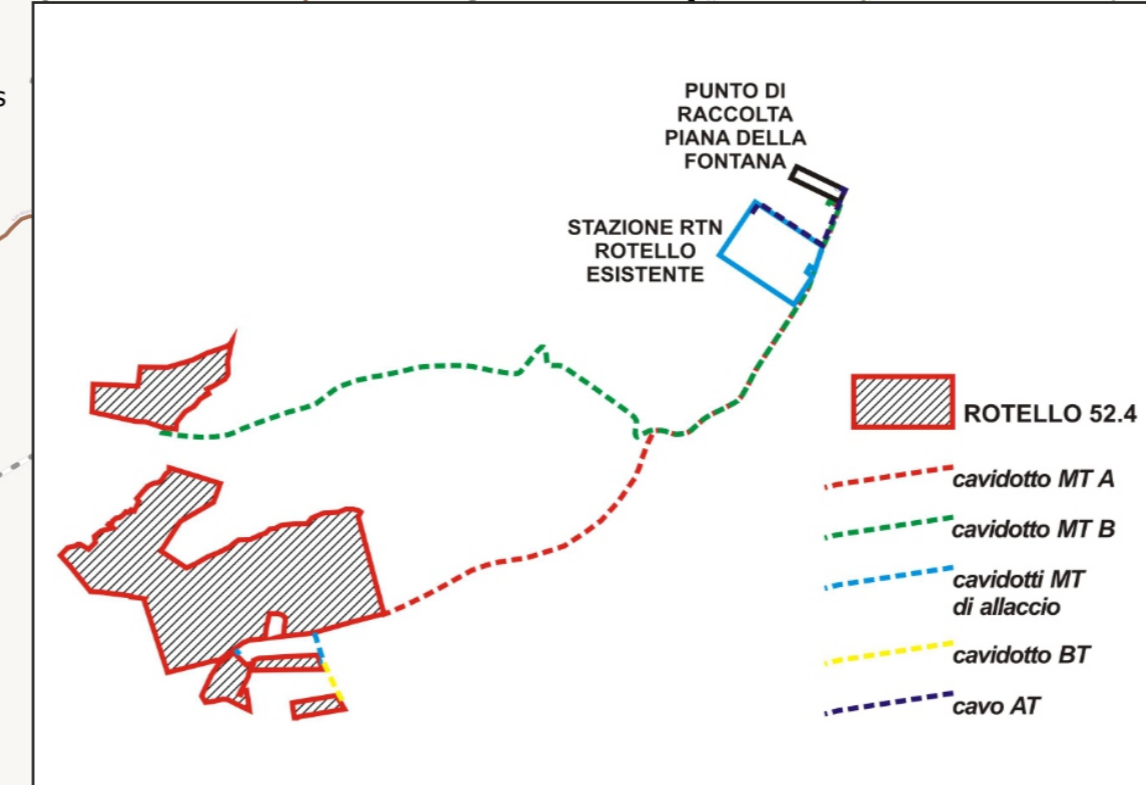 s
PUNTO DI
RACCOLTA
PIANA DELLA
FONTANA
STAZIONE RTN
ROTELLO
ESISTENTE
ROTELLO 52.4
cavidotto MT A
cavidotto MT B
cavidotti MT
di allaccio
cavidotto BT
cavo AT